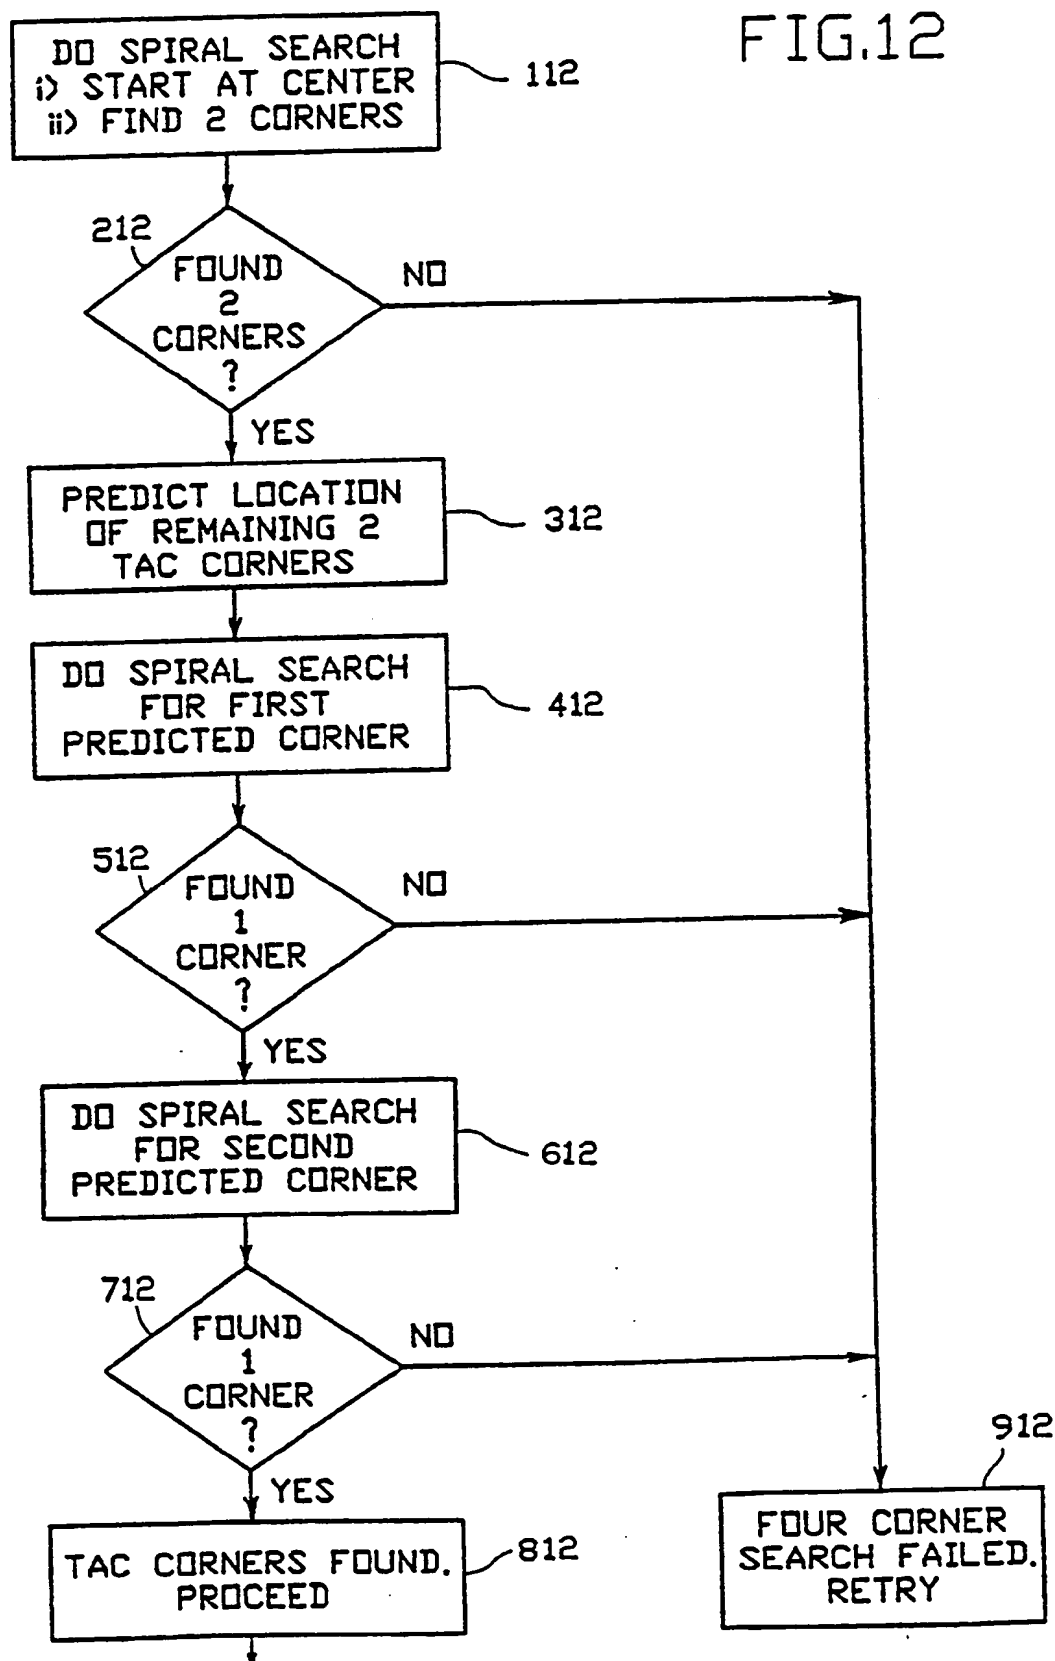 FIG.12
DO SPIRAL SEARCH
i) START AT CENTER
ii) FIND 2 CORNERS
112
212
FOUND
2
CORNERS
?
NO
YES
PREDICT LOCATION
OF REMAINING 2
TAC CORNERS
312
DO SPIRAL SEARCH
FOR FIRST
PREDICTED CORNER
412
512
FOUND
1
CORNER
?
NO
YES
DO SPIRAL SEARCH
FOR SECOND
PREDICTED CORNER
612
712
FOUND
1
CORNER
?
NO
YES
TAC CORNERS FOUND.
PROCEED
812
912
FOUR CORNER
SEARCH FAILED.
RETRY